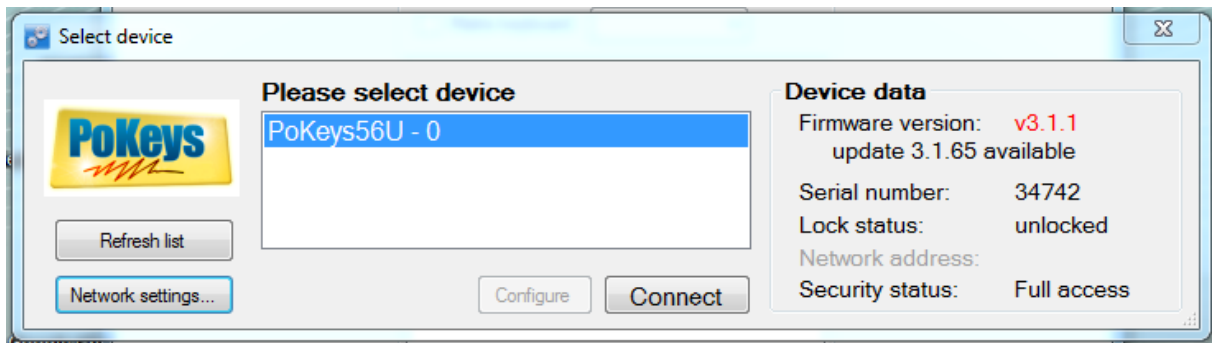 Select device
PoKeys
Refresh list
Network settings...
Please select device
PoKeys56U - 0
Configure
Connect
Device data
Firmware version: v3.1.1
update 3.1.65 available
Serial number: 34742
Lock status: unlocked
Network address:
Security status: Full access